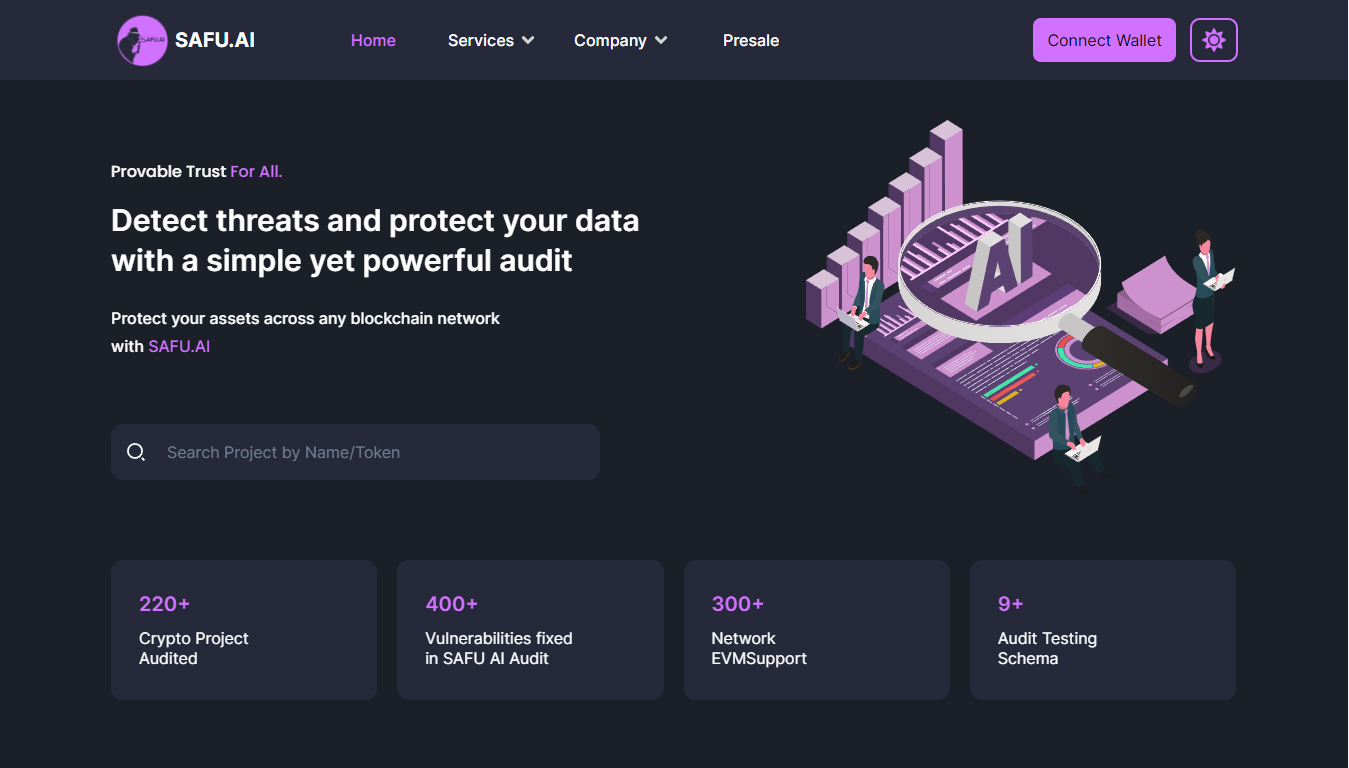 SAFU.AI
SAFU.AI
Home
Services
Company
Presale
Connect Wallet
Provable Trust For All.
Detect threats and protect your data
with a simple yet powerful audit
Protect your assets across any blockchain network
with SAFU.AI
AI
Search Project by Name/Token
220+
Crypto Project
Audited
400+
Vulnerabilities fixed
in SAFU AI Audit
300+
Network
EVMSupport
9+
Audit Testing
Schema